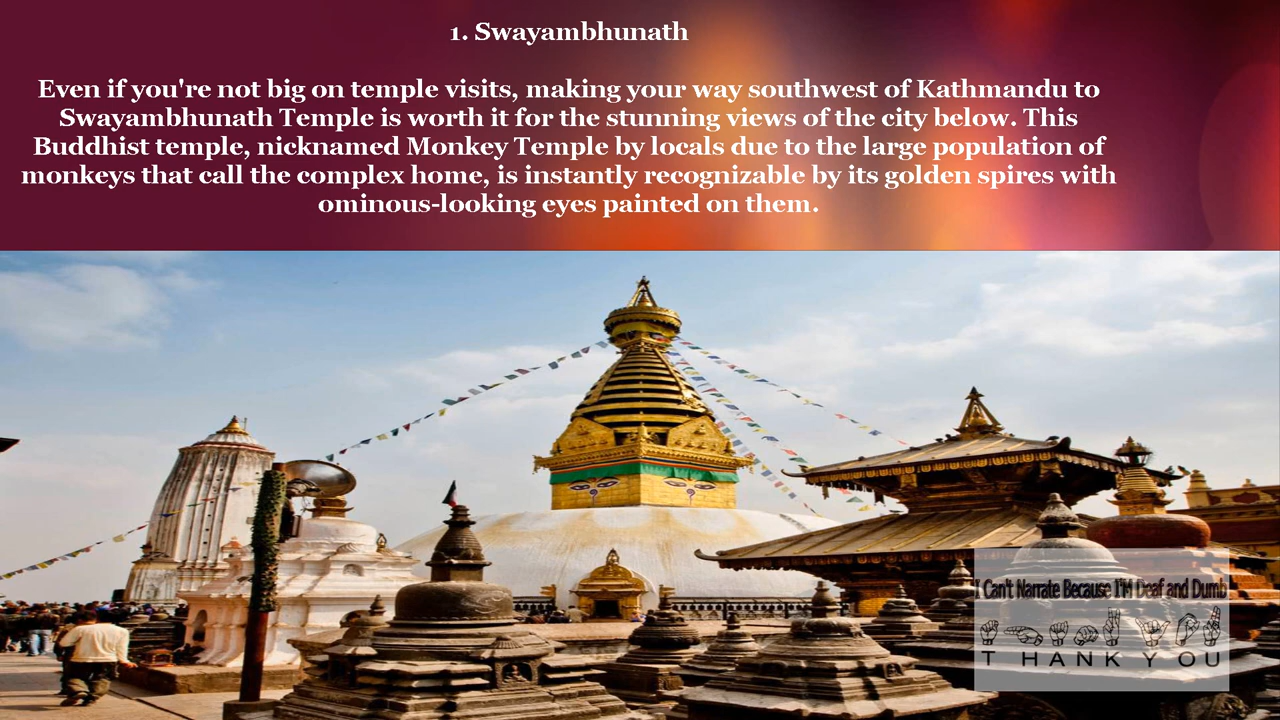 1. Swayambhunath
Even if you're not big on temple visits, making your way southwest of Kathmandu to
Swayambhunath Temple is worth it for the stunning views of the city below. This
Buddhist temple, nicknamed Monkey Temple by locals due to the large population of
monkeys that call the complex home, is instantly recognizable by its golden spires with
ominous-looking eyes painted on them.
I Can't Narrate Because I'M Deaf and Dumb
T HANK Y OU